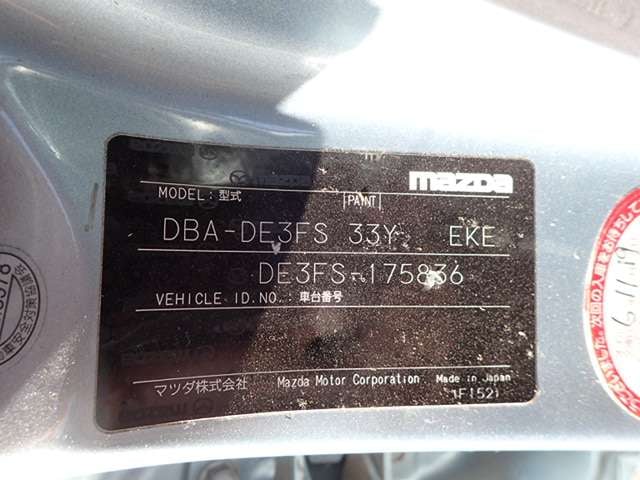 mazda
MODEL:型式 PAINT
DBA-DE3FS 33Y EKE
DE3FS-175836
VEHICLE ID.NO.:車台番号
マツダ株式会社 Mazda Motor Corporation Made in Japan
1F1521